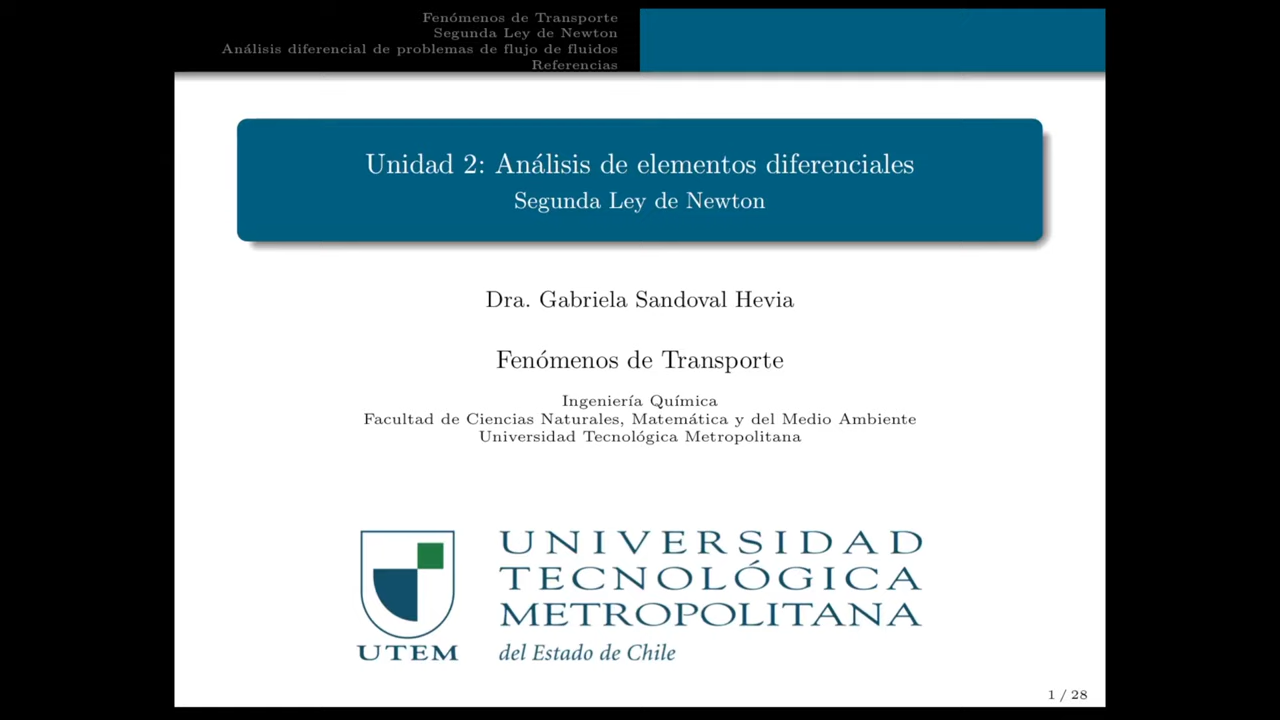 Fenómenos de Transporte
Segunda Ley de Newton
Análisis diferencial de problemas de flujo de fluidos
Referencias
Unidad 2: Análisis de elementos diferenciales
Segunda Ley de Newton
Dra. Gabriela Sandoval Hevia
Fenómenos de Transporte
Ingeniería Química
Facultad de Ciencias Naturales, Matemática y del Medio Ambiente
Universidad Tecnológica Metropolitana
UTEM
UNIVERSIDAD
TECNOLÓGICA
METROPOLITANA
del Estado de Chile
1 / 28